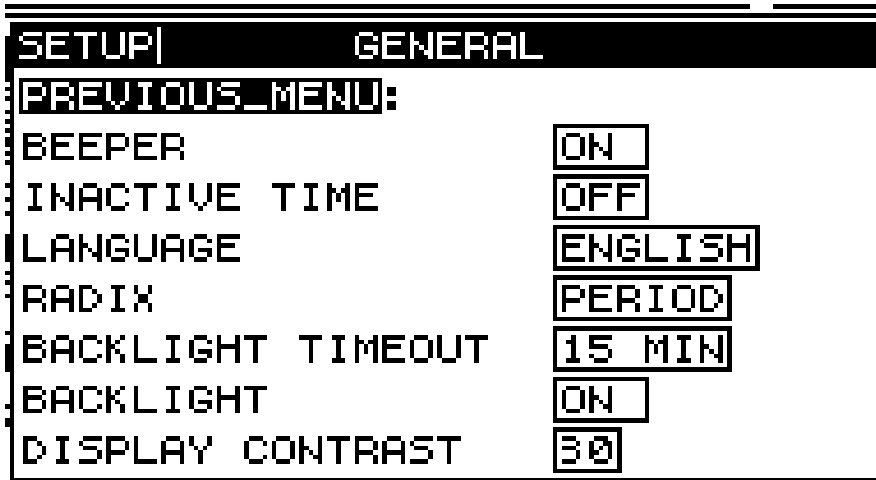 SETUP| GENERAL
PREVIOUS_MENU:
BEEPER ON
INACTIVE TIME OFF
LANGUAGE ENGLISH
RADIX PERIOD
BACKLIGHT TIMEOUT 15 MIN
BACKLIGHT ON
DISPLAY CONTRAST 30